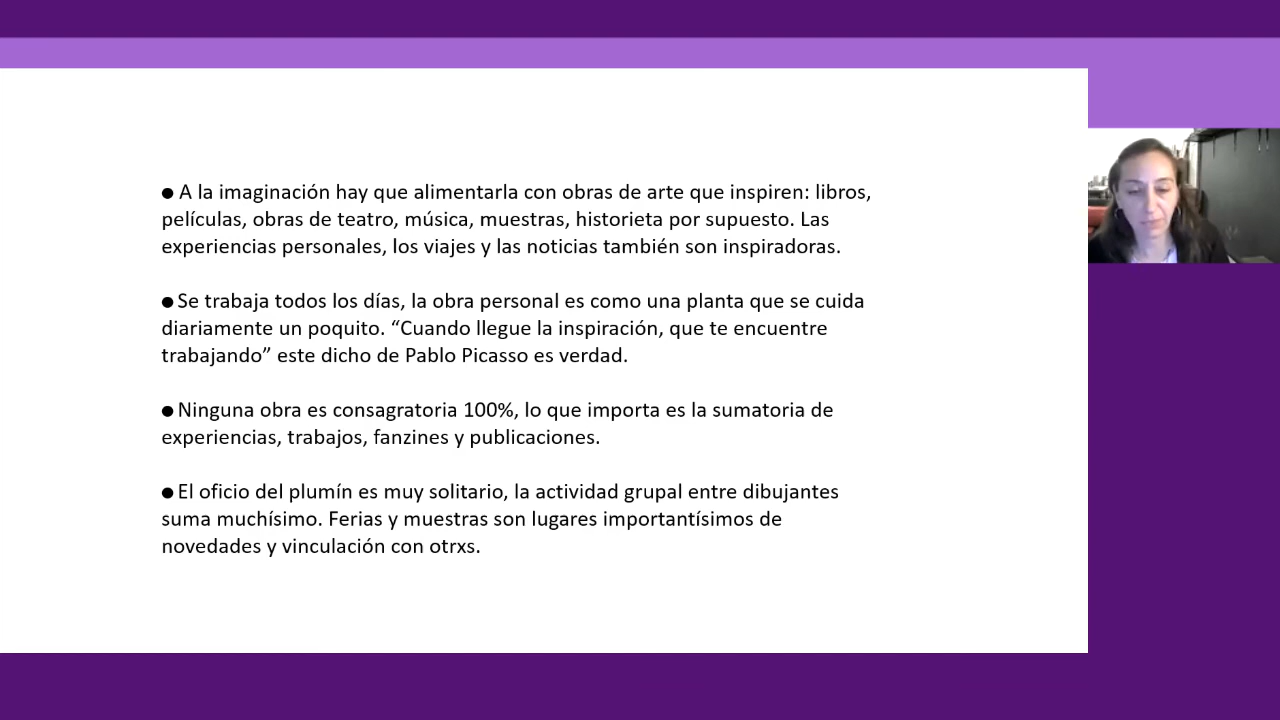 ● A la imaginación hay que alimentarla con obras de arte que inspiren: libros,
películas, obras de teatro, música, muestras, historieta por supuesto. Las
experiencias personales, los viajes y las noticias también son inspiradoras.
● Se trabaja todos los días, la obra personal es como una planta que se cuida
diariamente un poquito. “Cuando llegue la inspiración, que te encuentre
trabajando” este dicho de Pablo Picasso es verdad.
● Ninguna obra es consagratoria 100%, lo que importa es la sumatoria de
experiencias, trabajos, fanzines y publicaciones.
● El oficio del plumín es muy solitario, la actividad grupal entre dibujantes
suma muchísimo. Ferias y muestras son lugares importantísimos de
novedades y vinculación con otrxs.